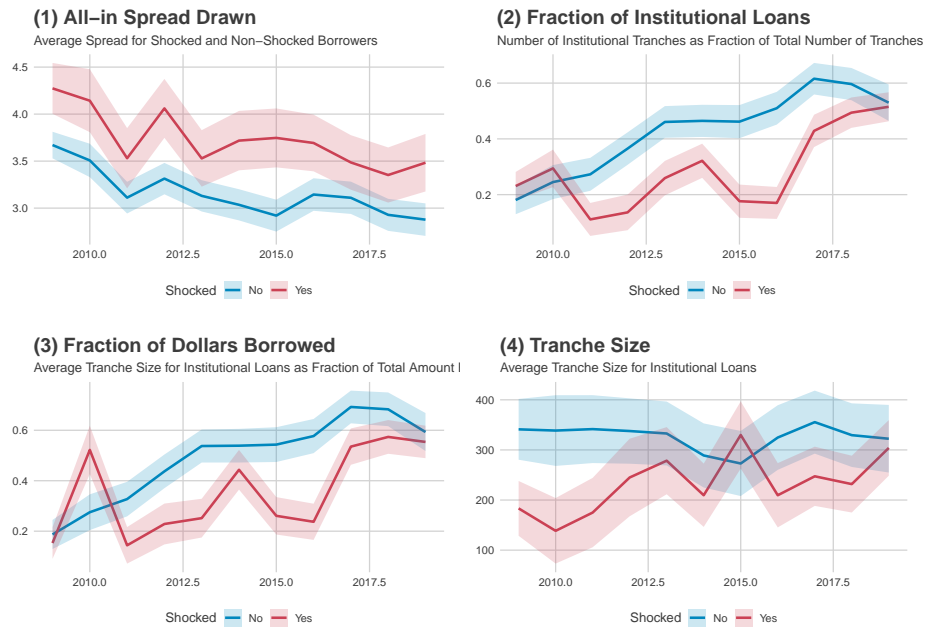 (1) All−in Spread Drawn
Average Spread for Shocked and Non−Shocked Borrowers
4.5
4.0
3.5
3.0
2010.0 2012.5 2015.0 2017.5
Shocked No Yes
(2) Fraction of Institutional Loans
Number of Institutional Tranches as Fraction of Total Number of Tranches
0.6
0.4
0.2
2010.0 2012.5 2015.0 2017.5
Shocked No Yes
(3) Fraction of Dollars Borrowed
Average Tranche Size for Institutional Loans as Fraction of Total Amount
0.6
0.4
0.2
2010.0 2012.5 2015.0 2017.5
Shocked No Yes
(4) Tranche Size
Average Tranche Size for Institutional Loans
400
300
200
100
2010.0 2012.5 2015.0 2017.5
Shocked No Yes